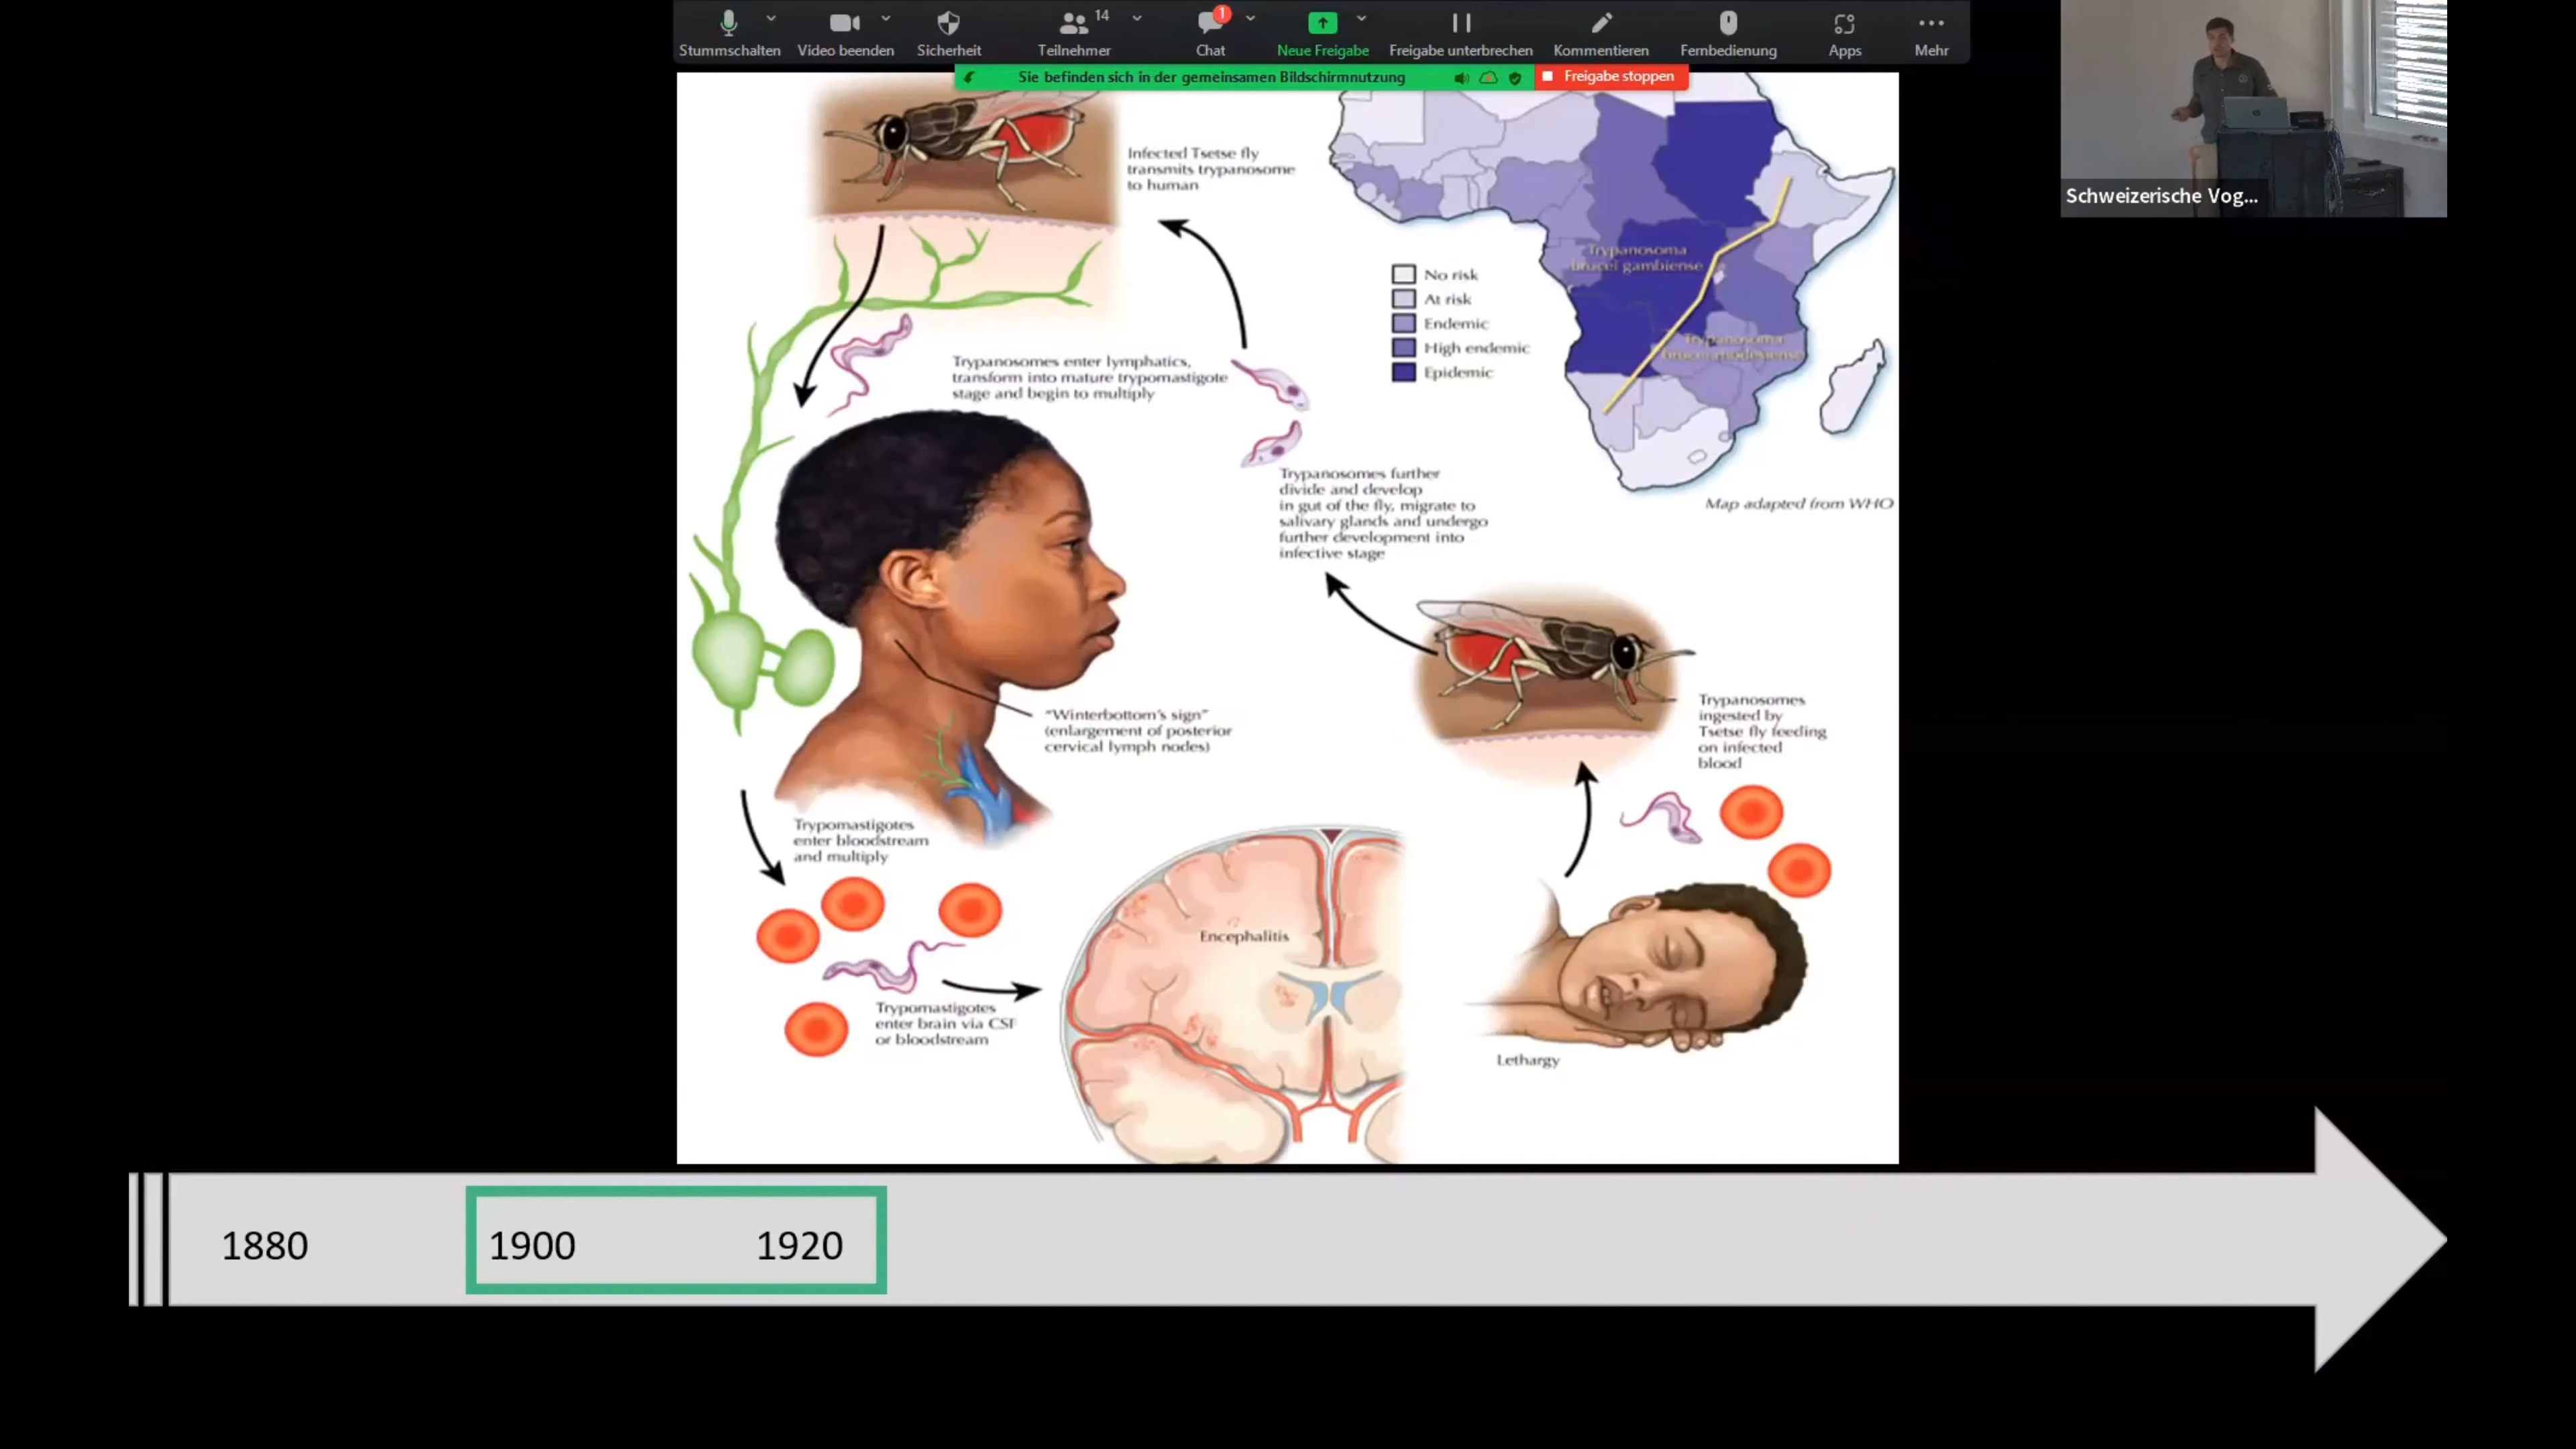 Stummschalten
Video beenden
Sicherheit
14
Teilnehmer
1
Chat
Neue Freigabe
Freigabe unterbrechen
Kommentieren
Fernbedienung
Apps
Mehr
Sie befinden sich in der gemeinsamen Bildschirmnutzung
Freigabe stoppen
Schweizerische Vog...
Infected Tsetse fly
transmits trypanosome
to human
Trypanosoma
brucei gambiense
Trypanosoma
brucei rhodesiense
No risk
At risk
Endemic
High endemic
Epidemic
Map adapted from WHO
Trypanosomes enter lymphatics,
transform into mature trypomastigote
stage and begin to multiply
Trypanosomes further
divide and develop
in gut of the fly, migrate to
salivary glands and undergo
further development into
infective stage
"Winterbottom's sign"
(enlargement of posterior
cervical lymph nodes)
Trypanosomes
ingested by
Tsetse fly feeding
on infected
blood
Trypomastigotes
enter bloodstream
and multiply
Encephalitis
Trypomastigotes
enter brain via CSF
or bloodstream
Lethargy
1880
1900
1920